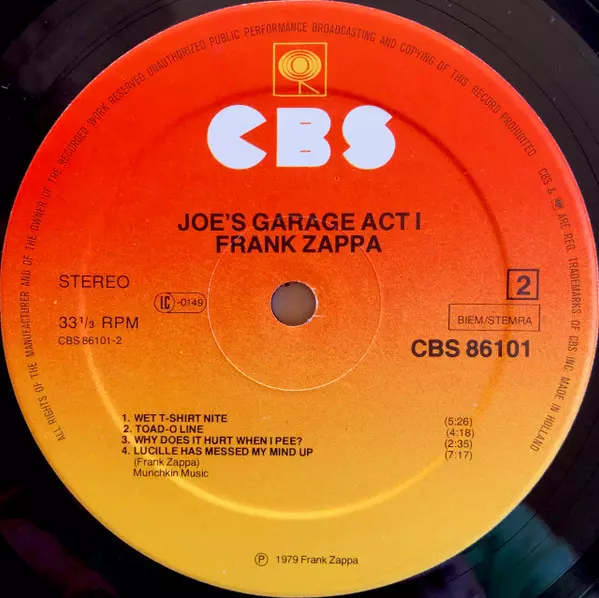 ALL RIGHTS OF THE MANUFACTURER AND OF THE OWNER OF THE RECORDED WORK RESERVED UNAUTHORIZED PUBLIC PERFORMANCE BROADCASTING AND COPYING OF THIS RECORD PROHIBITED CBS & ARE REG. TRADEMARKS OF CBS INC MADE IN HOLLAND
CBS
JOE'S GARAGE ACT I
FRANK ZAPPA
STEREO
IC -0149
2
33 1/3 RPM
BIEM/STEMRA
CBS 86101-2
CBS 86101
1. WET T-SHIRT NITE (5:26)
2. TOAD-O LINE (4:18)
3. WHY DOES IT HURT WHEN I PEE? (2:35)
4. LUCILLE HAS MESSED MY MIND UP (7:17)
(Frank Zappa)
Munchkin Music
Ⓟ 1979 Frank Zappa